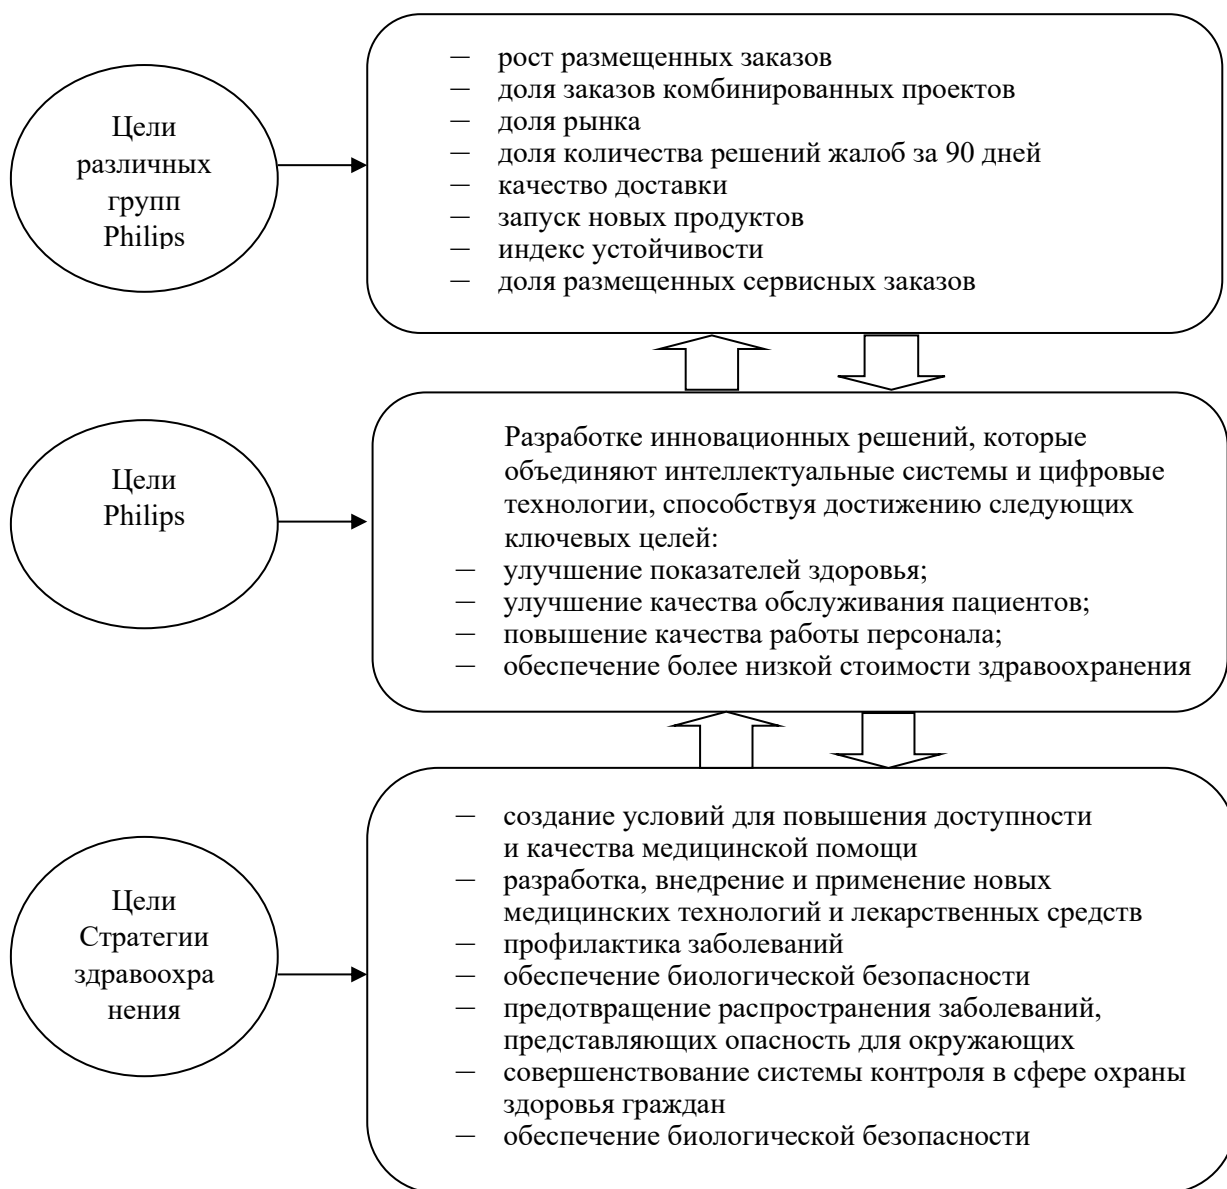 Цели
различных
групп
Philips
— рост размещенных заказов
— доля заказов комбинированных проектов
— доля рынка
— доля количества решений жалоб за 90 дней
— качество доставки
— запуск новых продуктов
— индекс устойчивости
— доля размещенных сервисных заказов
Цели
Philips
Разработке инновационных решений, которые
объединяют интеллектуальные системы и цифровые
технологии, способствуя достижению следующих
ключевых целей:
— улучшение показателей здоровья;
— улучшение качества обслуживания пациентов;
— повышение качества работы персонала;
— обеспечение более низкой стоимости здравоохранения
Цели
Стратегии
здравоохра
нения
— создание условий для повышения доступности
и качества медицинской помощи
— разработка, внедрение и применение новых
медицинских технологий и лекарственных средств
— профилактика заболеваний
— обеспечение биологической безопасности
— предотвращение распространения заболеваний,
представляющих опасность для окружающих
— совершенствование системы контроля в сфере охраны
здоровья граждан
— обеспечение биологической безопасности